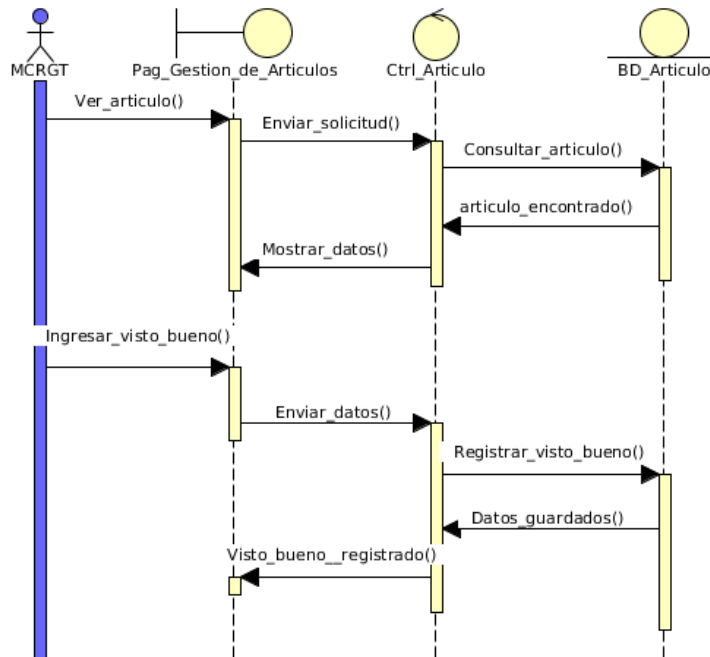 MCRGT
Pag_Gestion_de_Articulos
Ctrl_Articulo
BD_Articulo
Ver_articulo()
Enviar_solicitud()
Consultar_articulo()
articulo_encontrado()
Mostrar_datos()
Ingresar_visto_bueno()
Enviar_datos()
Registrar_visto_bueno()
Datos_guardados()
Visto_bueno__registrado()